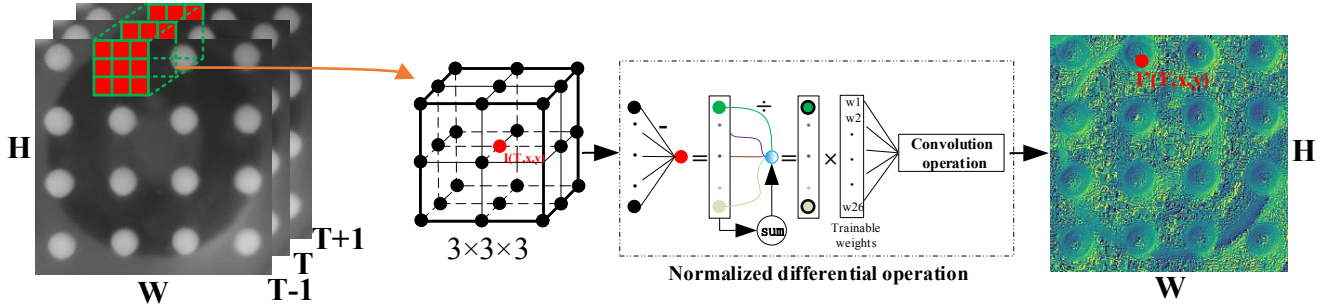 H
W
T-1
T
T+1
I(T,x,y)
3×3×3
-
=
÷
sum
=
×
w1
w2
w26
Trainable
weights
Convolution
operation
Normalized differential operation
I'(T,x,y)
H
W